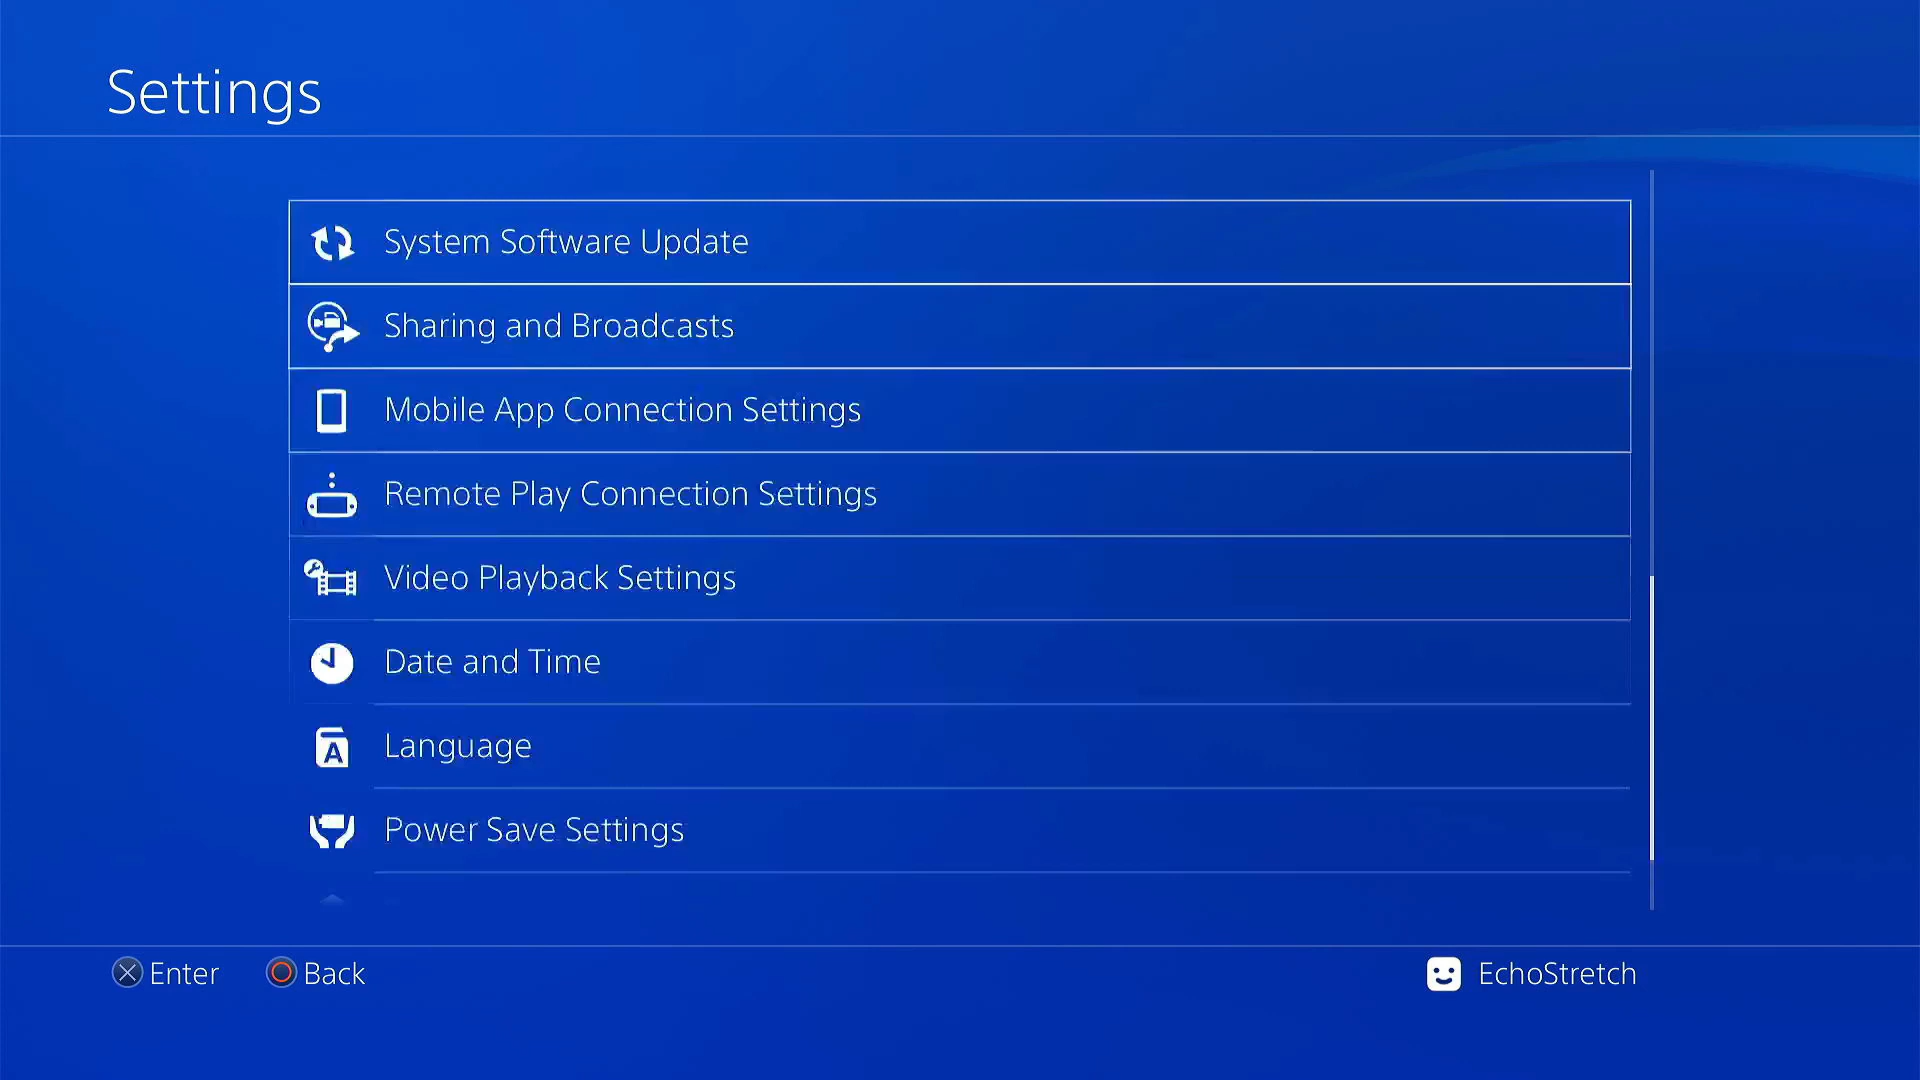 Settings
System Software Update
Sharing and Broadcasts
Mobile App Connection Settings
Remote Play Connection Settings
Video Playback Settings
Date and Time
Language
Power Save Settings
Enter Back EchoStretch